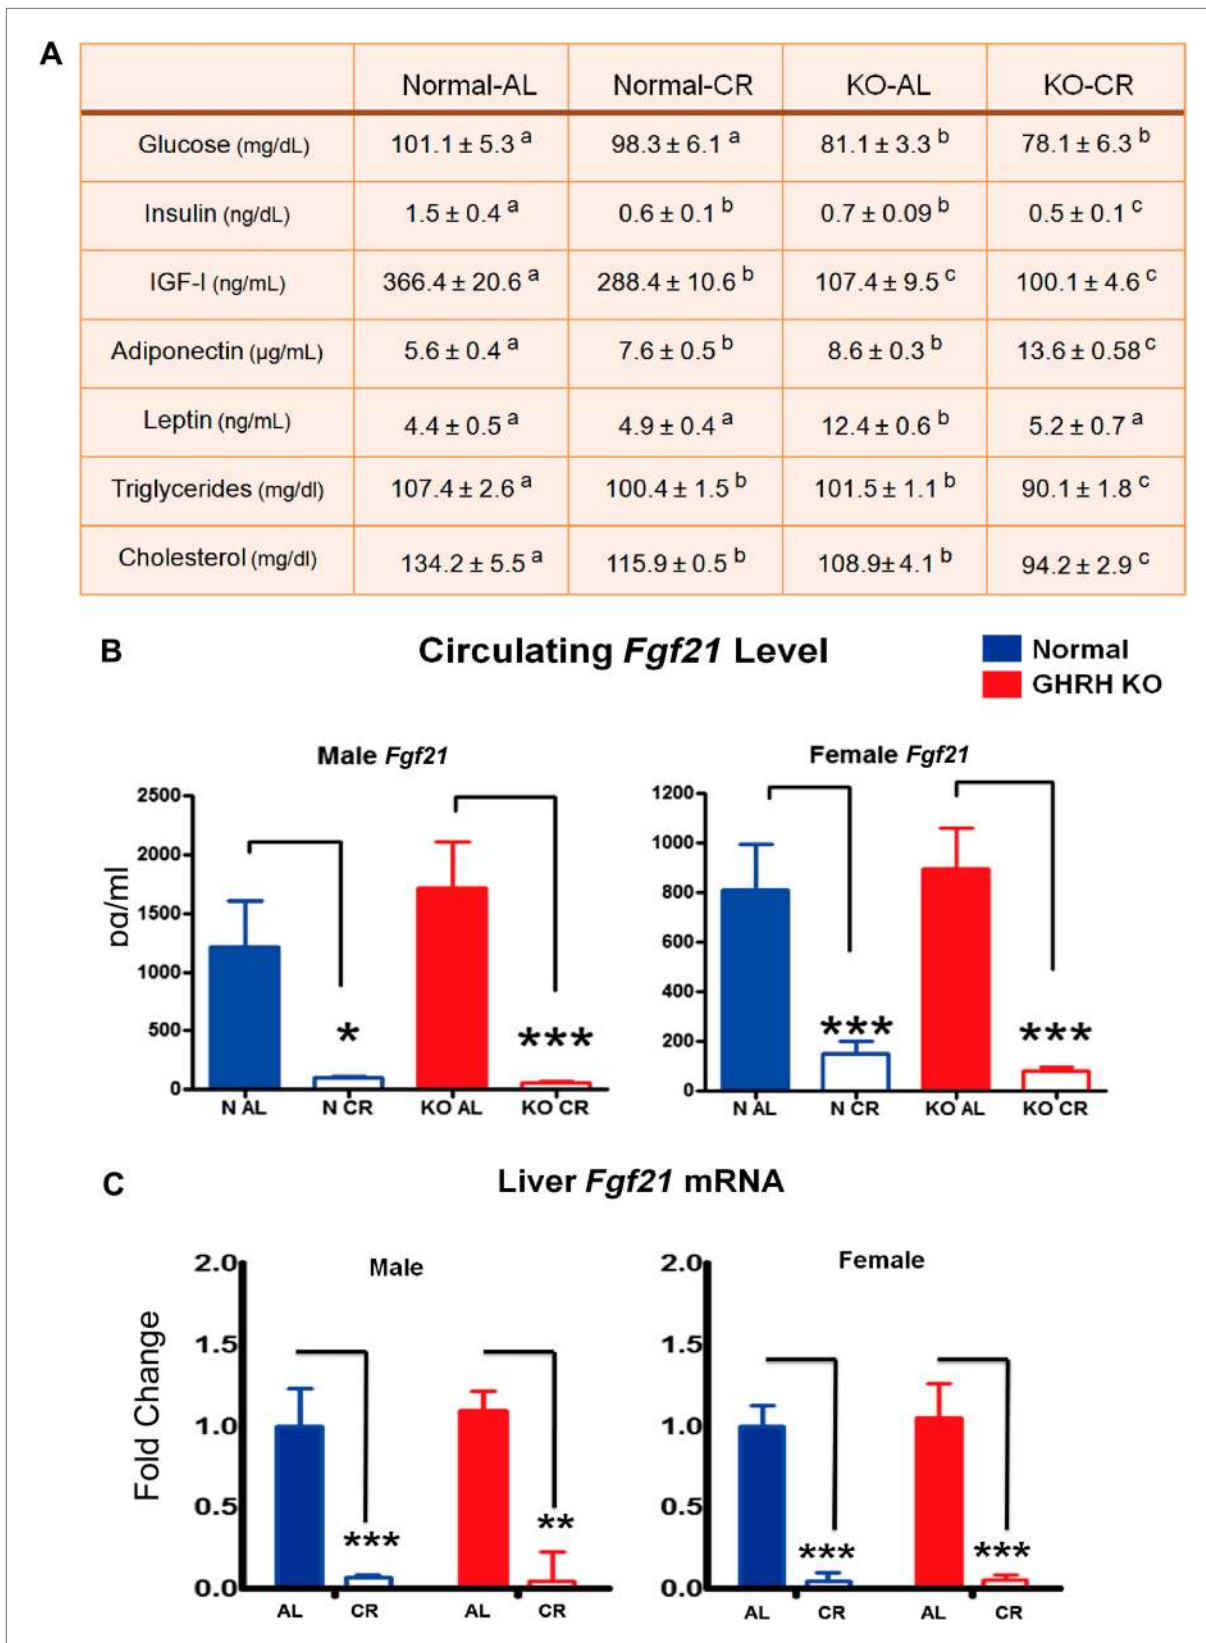 A
Normal-AL Normal-CR KO-AL KO-CR
Glucose (mg/dL) 101.1 ± 5.3 a 98.3 ± 6.1 a 81.1 ± 3.3 b 78.1 ± 6.3 b
Insulin (ng/dL) 1.5 ± 0.4 a 0.6 ± 0.1 b 0.7 ± 0.09 b 0.5 ± 0.1 c
IGF-I (ng/mL) 366.4 ± 20.6 a 288.4 ± 10.6 b 107.4 ± 9.5 c 100.1 ± 4.6 c
Adiponectin (µg/mL) 5.6 ± 0.4 a 7.6 ± 0.5 b 8.6 ± 0.3 b 13.6 ± 0.58 c
Leptin (ng/mL) 4.4 ± 0.5 a 4.9 ± 0.4 a 12.4 ± 0.6 b 5.2 ± 0.7 a
Triglycerides (mg/dl) 107.4 ± 2.6 a 100.4 ± 1.5 b 101.5 ± 1.1 b 90.1 ± 1.8 c
Cholesterol (mg/dl) 134.2 ± 5.5 a 115.9 ± 0.5 b 108.9± 4.1 b 94.2 ± 2.9 c
B
Circulating Fgf21 Level
Normal
GHRH KO
Male Fgf21
pg/ml
2500
2000
1500
1000
500
0
* ***
N AL N CR KO AL KO CR
Female Fgf21
1200
1000
800
600
400
200
0
*** ***
N AL N CR KO AL KO CR
C
Liver Fgf21 mRNA
Fold Change
Male
2.0
1.5
1.0
0.5
0.0
*** **
AL CR AL CR
Female
2.0
1.5
1.0
0.5
0.0
*** ***
AL CR AL CR